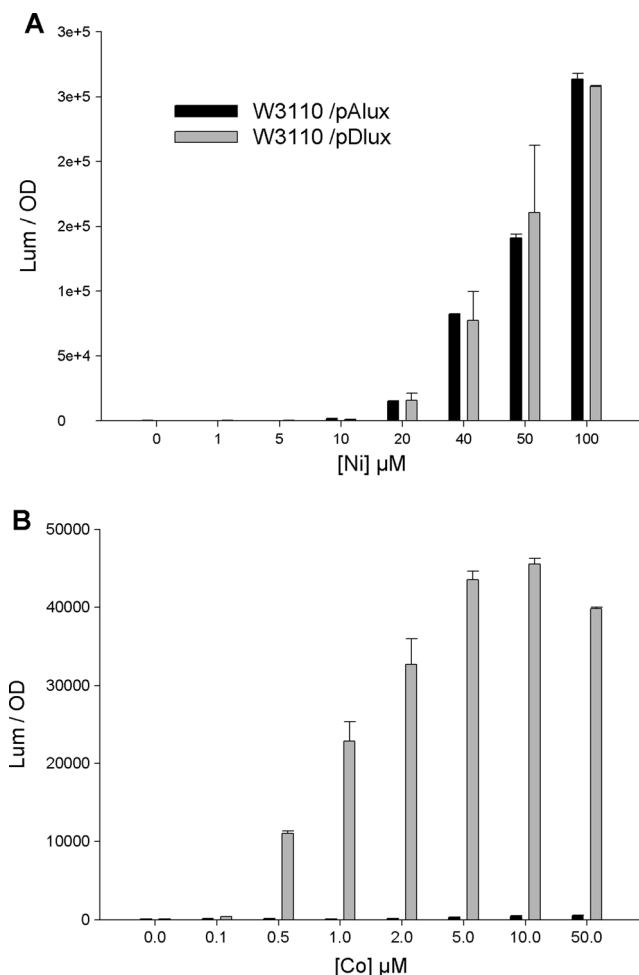 A
3e+5
3e+5
2e+5
2e+5
1e+5
5e+4
0
Lum / OD
W3110 /pAlux
W3110 /pDlux
0 1 5 10 20 40 50 100
[Ni] µM
B
50000
40000
30000
20000
10000
0
Lum / OD
0.0 0.1 0.5 1.0 2.0 5.0 10.0 50.0
[Co] µM